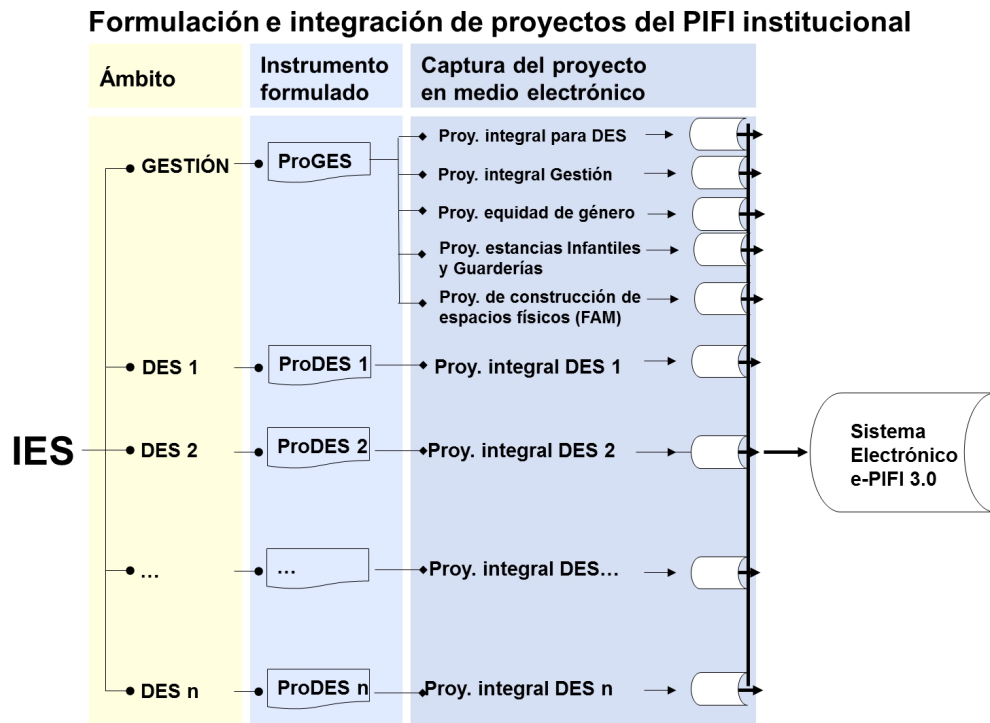 Formulación e integración de proyectos del PIFI institucional
Ámbito
Instrumento
formulado
Captura del proyecto
en medio electrónico
IES
GESTIÓN
ProGES
Proy. integral para DES
Proy. integral Gestión
Proy. equidad de género
Proy. estancias Infantiles
y Guarderías
Proy. de construcción de
espacios físicos (FAM)
DES 1
ProDES 1
Proy. integral DES 1
DES 2
ProDES 2
Proy. integral DES 2
...
...
Proy. integral DES...
DES n
ProDES n
Proy. integral DES n
Sistema
Electrónico
e-PIFI 3.0